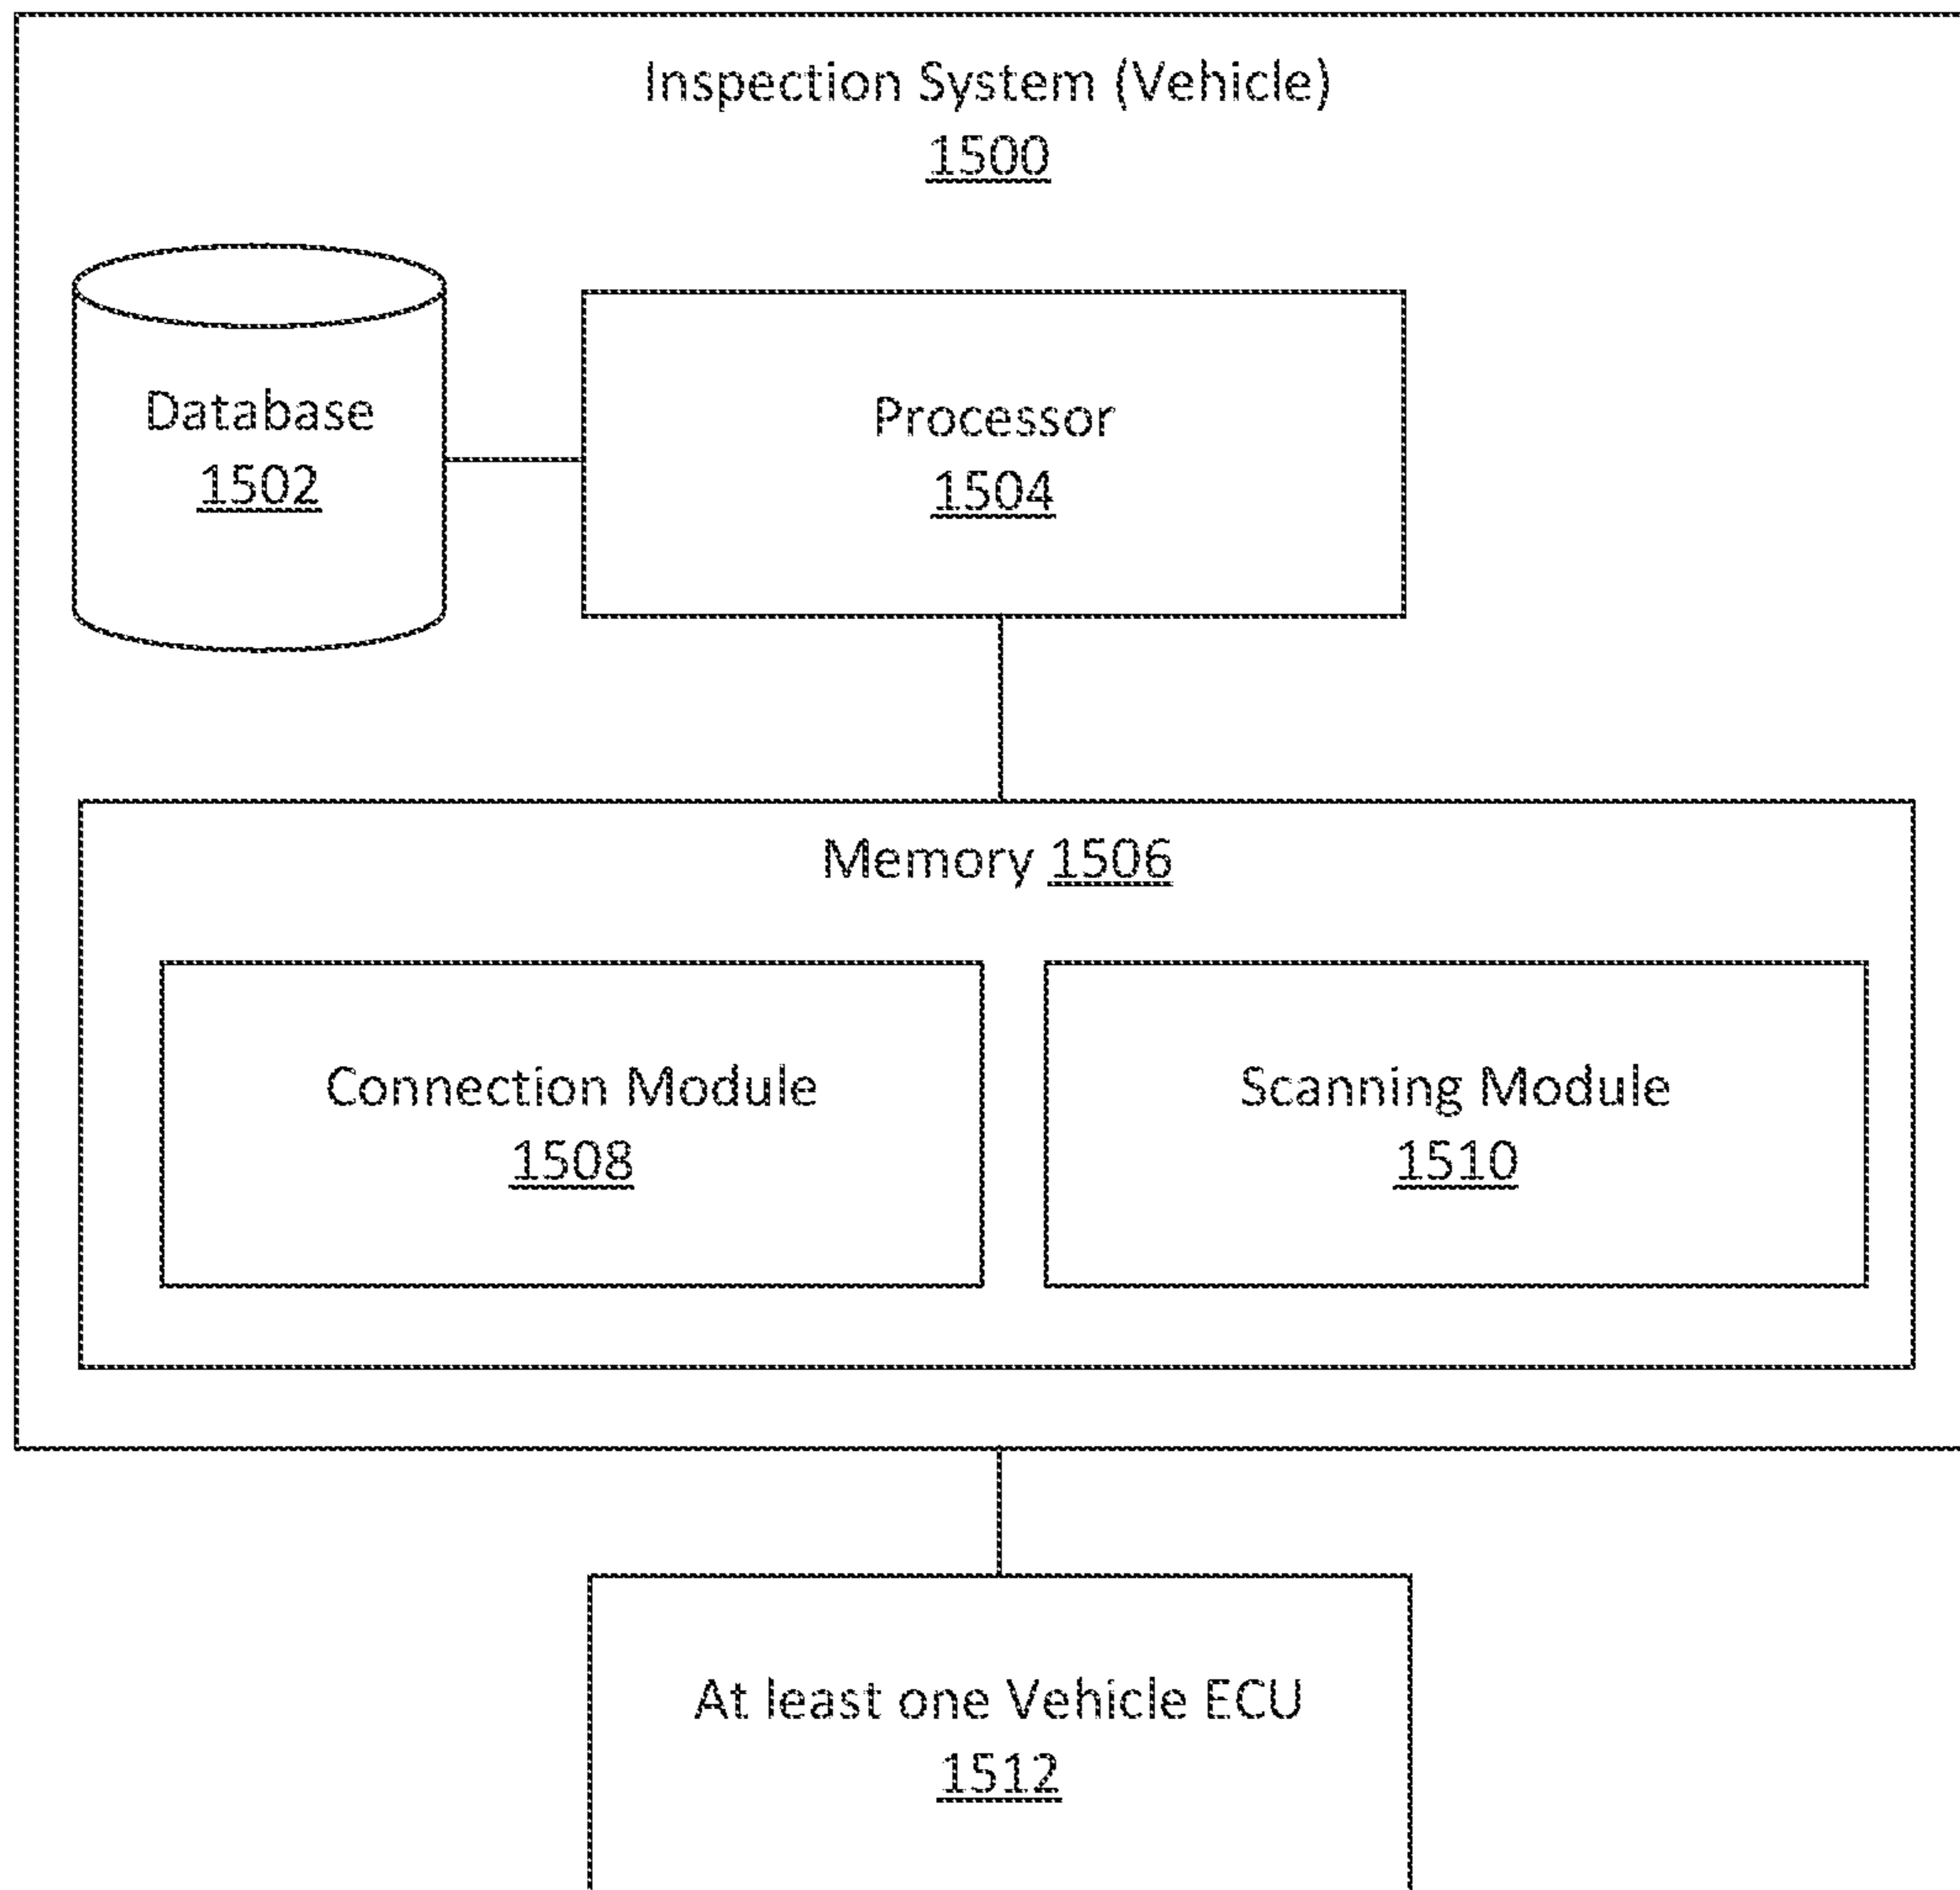 Inspection System (Vehicle)
1500
Database
1502
Processor
1504
Memory 1506
Connection Module
1508
Scanning Module
1510
At least one Vehicle ECU
1512